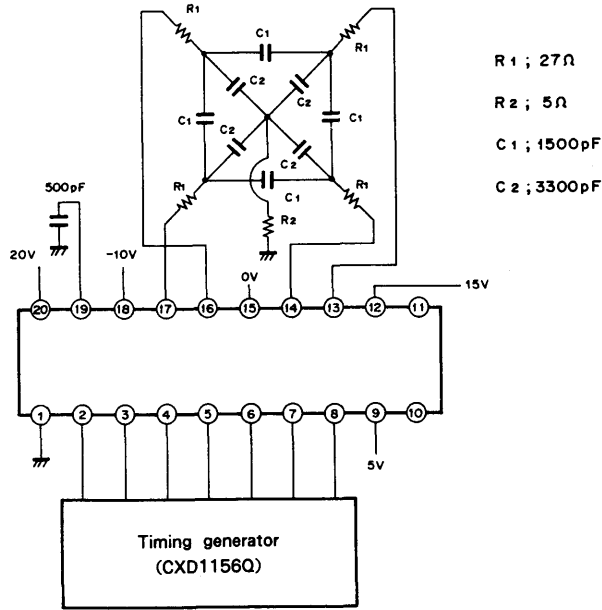 R1
C1
R1
C2
C2
C1
C1
C2
C2
R1
C1
R1
R2
R1 ; 27Ω
R2 ; 5Ω
C1 ; 1500pF
C2 ; 3300pF
500pF
20V
-10V
0V
15V
20 19 18 17 16 15 14 13 12 11
1 2 3 4 5 6 7 8 9 10
5V
Timing generator
(CXD1156Q)